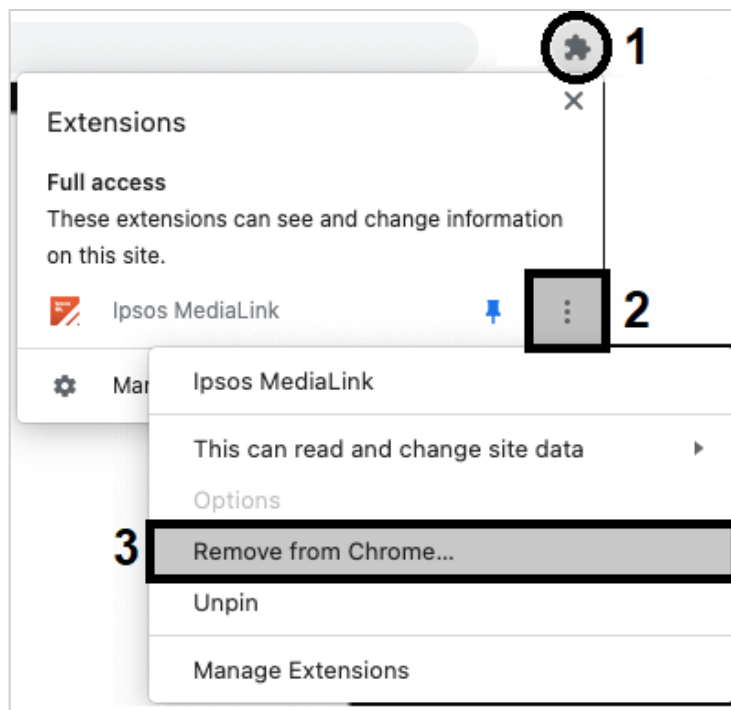 1
Extensions
Full access
These extensions can see and change information
on this site.
Ipsos MediaLink
2
Mar
Ipsos MediaLink
This can read and change site data
Options
3
Remove from Chrome...
Unpin
Manage Extensions